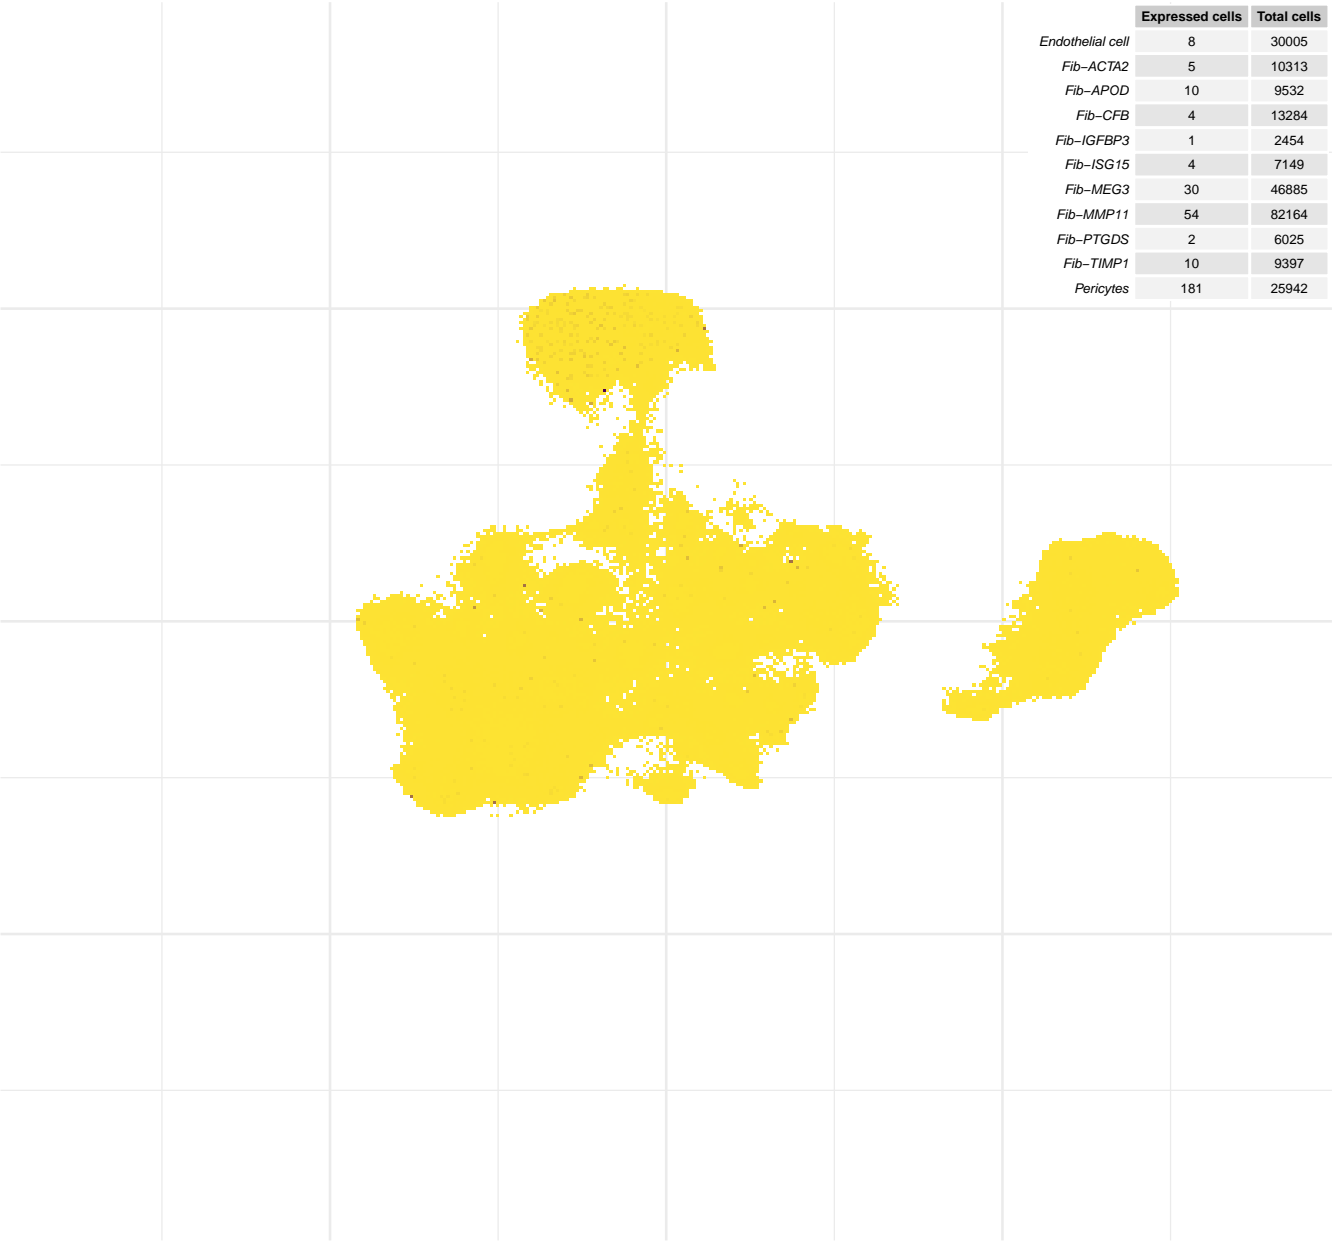 Expressed cells Total cells
Endothelial cell 8 30005
Fib−ACTA2 5 10313
Fib−APOD 10 9532
Fib−CFB 4 13284
Fib−IGFBP3 1 2454
Fib−ISG15 4 7149
Fib−MEG3 30 46885
Fib−MMP11 54 82164
Fib−PTGDS 2 6025
Fib−TIMP1 10 9397
Pericytes 181 25942